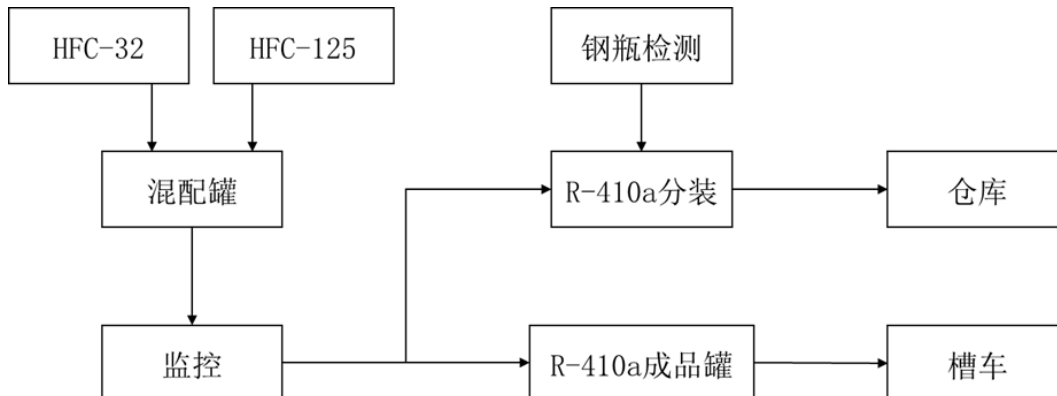 HFC-32
HFC-125
钢瓶检测
混配罐
R-410a分装
仓库
监控
R-410a成品罐
槽车